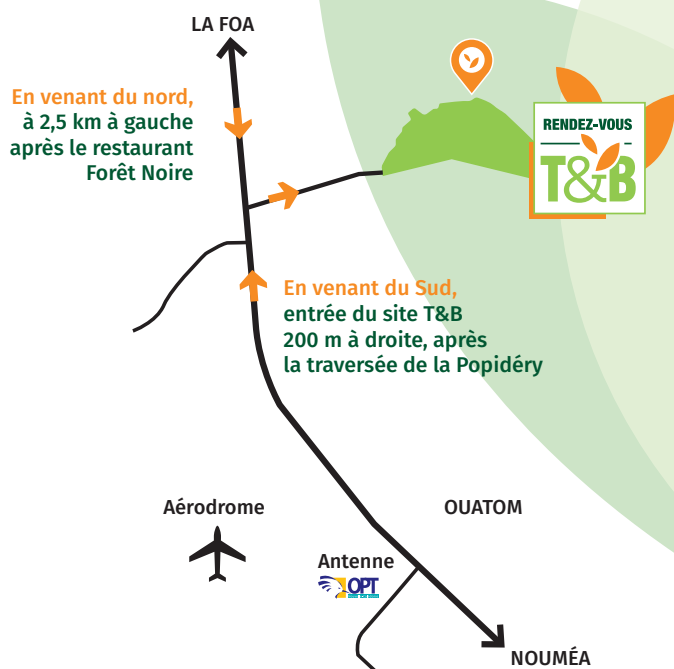 LA FOA
En venant du nord,
à 2,5 km à gauche
après le restaurant
Forêt Noire
RENDEZ-VOUS
T&B
En venant du Sud,
entrée du site T&B
200 m à droite, après
la traversée de la Popidéry
Aérodrome
OUATOM
Antenne
OPT
NOUMÉA